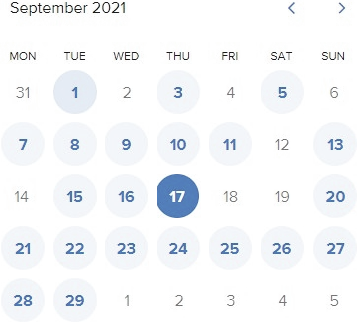 September 2021
MON TUE WED THU FRI SAT SUN
31 1 2 3 4 5 6
7 8 9 10 11 12 13
14 15 16 17 18 19 20
21 22 23 24 25 26 27
28 29 1 2 3 4 5